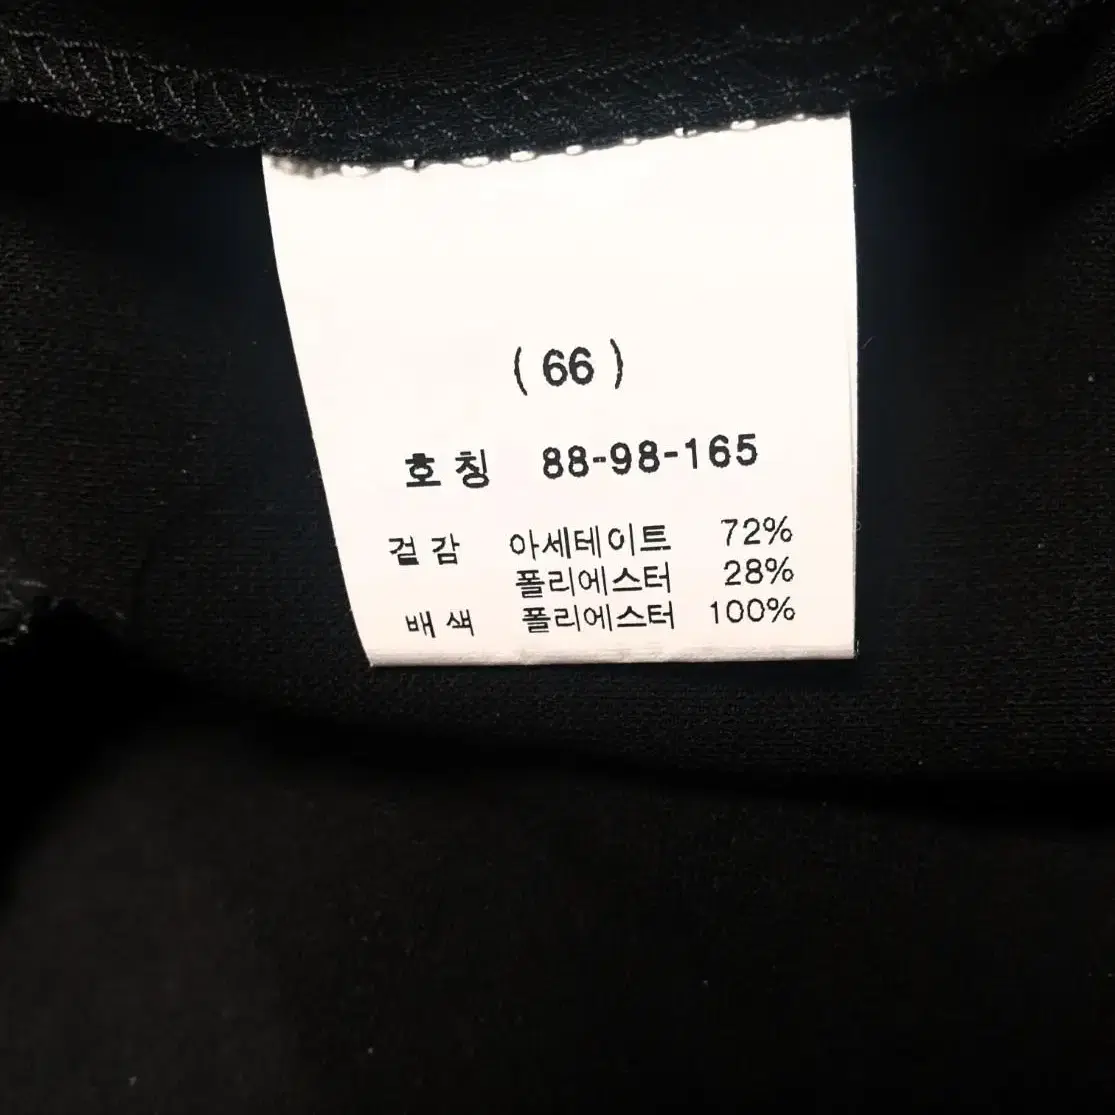 ( 66 )
호 칭 88-98-165
겉 감 아세테이트 72%
폴리에스터 28%
배 색 폴리에스터 100%